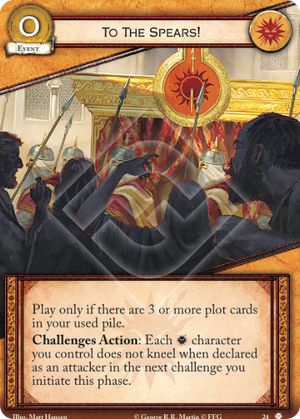 0
To The Spears!
Event
Play only if there are 3 or more plot cards
in your used pile.
Challenges Action: Each character
you control does not kneel when declared
as an attacker in the next challenge you
initiate this phase.
Illus. Matt Hansen © George R.R. Martin © FFG 24